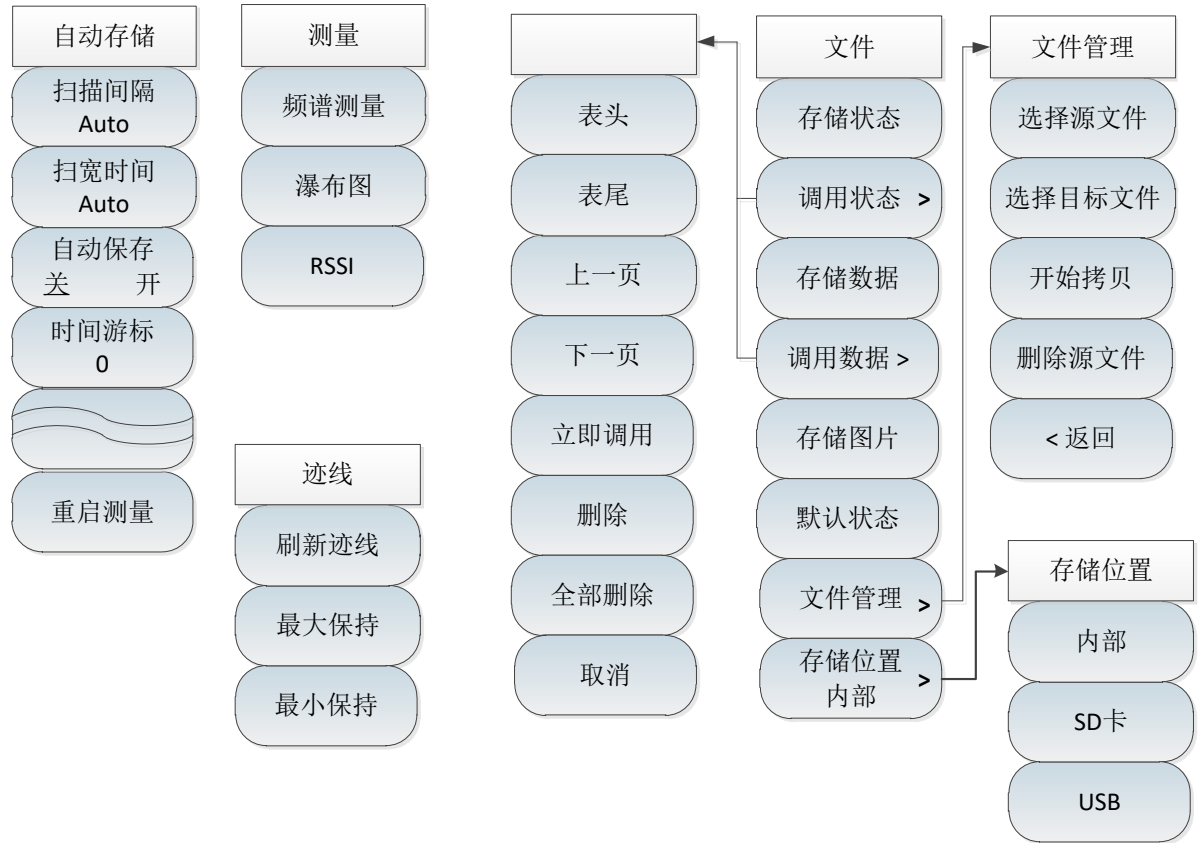 自动存储
扫描间隔
Auto
扫宽时间
Auto
自动保存
关 开
时间游标
0
重启测量
测量
频谱测量
瀑布图
RSSI
迹线
刷新迹线
最大保持
最小保持
表头
表尾
上一页
下一页
立即调用
删除
全部删除
取消
文件
存储状态
调用状态 >
存储数据
调用数据 >
存储图片
默认状态
文件管理 >
存储位置
内部 >
文件管理
选择源文件
选择目标文件
开始拷贝
删除源文件
< 返回
存储位置
内部
SD卡
USB